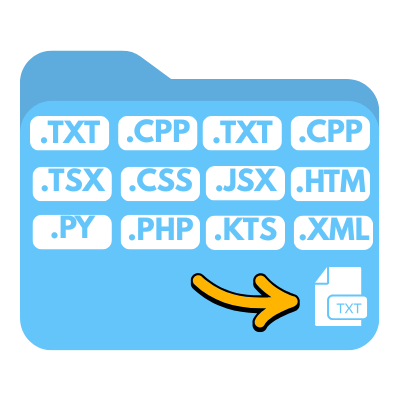 .TXT .CPP .TXT .CPP
.TSX .CSS .JSX .HTM
.PY .PHP .KTS .XML
TXT